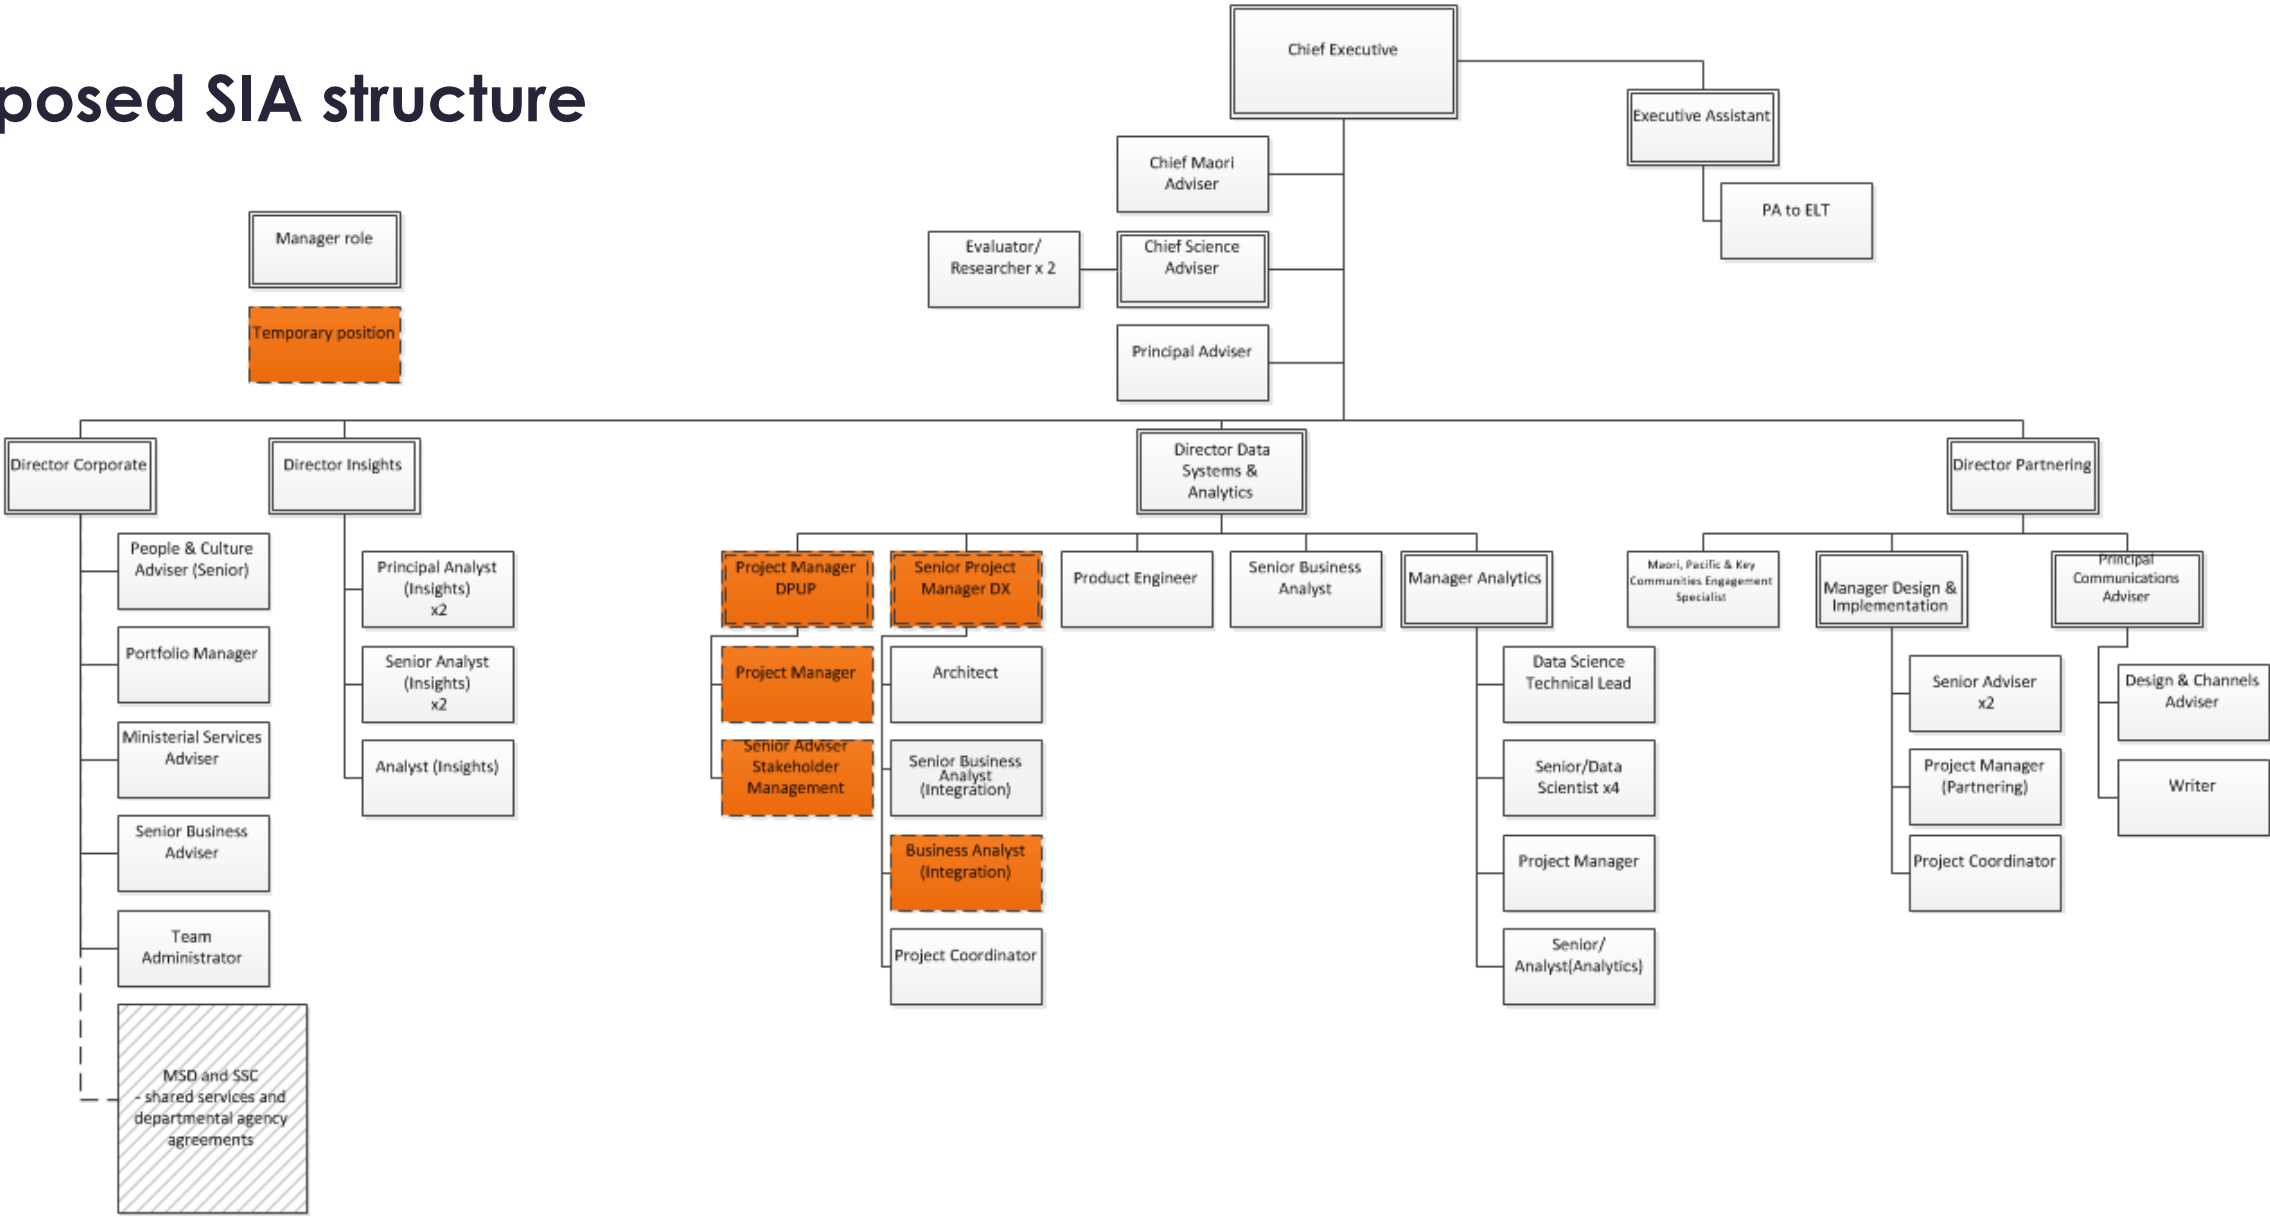 posed SIA structure
Chief Executive
Executive Assistant
PA to ELT
Chief Maori
Adviser
Evaluator/
Researcher x 2
Chief Science
Adviser
Principal Adviser
Manager role
Temporary position
Director Corporate
Director Insights
Director Data
Systems &
Analytics
Director Partnering
People & Culture
Adviser (Senior)
Portfolio Manager
Ministerial Services
Adviser
Senior Business
Adviser
Team
Administrator
MSD and SSC
- shared services and
departmental agency
agreements
Principal Analyst
(Insights)
x2
Senior Analyst
(Insights)
x2
Analyst (Insights)
Project Manager
DPUP
Project Manager
Senior Adviser
Stakeholder
Management
Senior Project
Manager DX
Architect
Senior Business
Analyst
(Integration)
Business Analyst
(Integration)
Project Coordinator
Product Engineer
Senior Business
Analyst
Manager Analytics
Data Science
Technical Lead
Senior/Data
Scientist x4
Project Manager
Senior/
Analyst(Analytics)
Maori, Pacific & Key
Communities Engagement
Specialist
Manager Design &
Implementation
Senior Adviser
x2
Project Manager
(Partnering)
Project Coordinator
Principal
Communications
Adviser
Design & Channels
Adviser
Writer